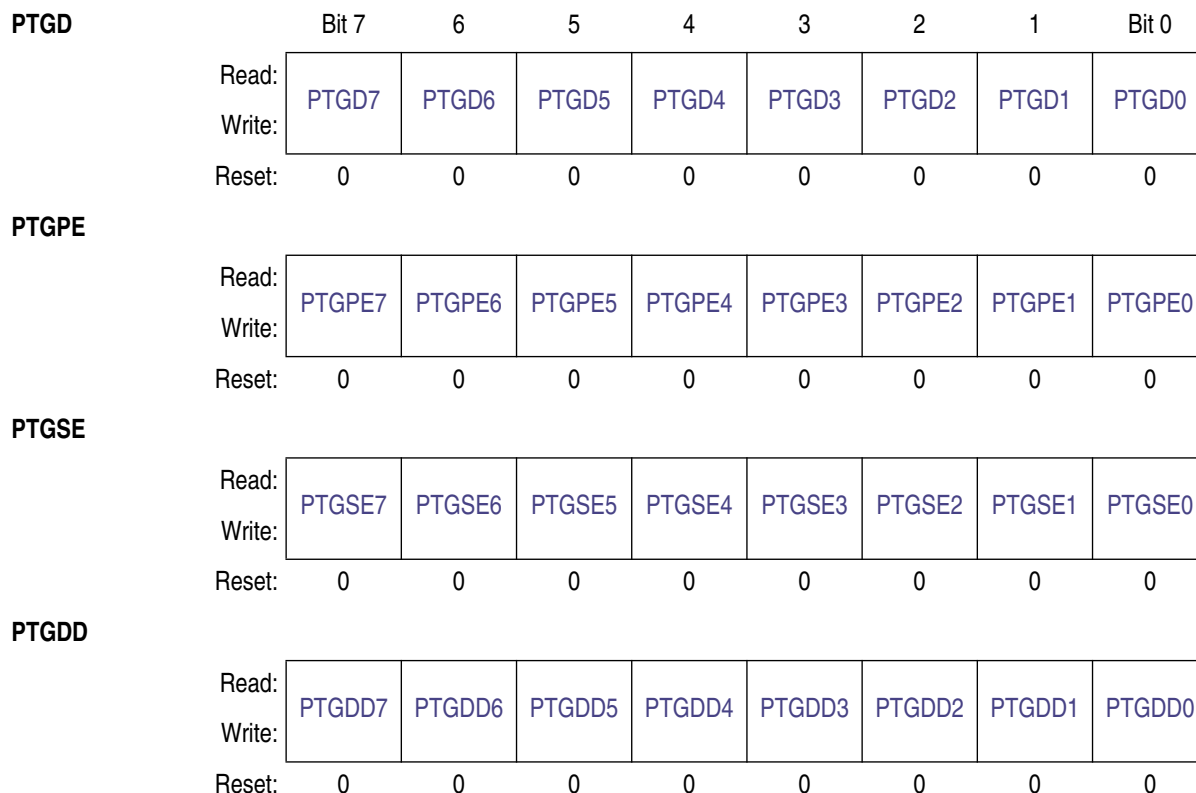 PTGD Bit 7 6 5 4 3 2 1 Bit 0
Read:
PTGD7 PTGD6 PTGD5 PTGD4 PTGD3 PTGD2 PTGD1 PTGD0
Write:
Reset: 0 0 0 0 0 0 0 0
PTGPE
Read:
PTGPE7 PTGPE6 PTGPE5 PTGPE4 PTGPE3 PTGPE2 PTGPE1 PTGPE0
Write:
Reset: 0 0 0 0 0 0 0 0
PTGSE
Read:
PTGSE7 PTGSE6 PTGSE5 PTGSE4 PTGSE3 PTGSE2 PTGSE1 PTGSE0
Write:
Reset: 0 0 0 0 0 0 0 0
PTGDD
Read:
PTGDD7 PTGDD6 PTGDD5 PTGDD4 PTGDD3 PTGDD2 PTGDD1 PTGDD0
Write:
Reset: 0 0 0 0 0 0 0 0